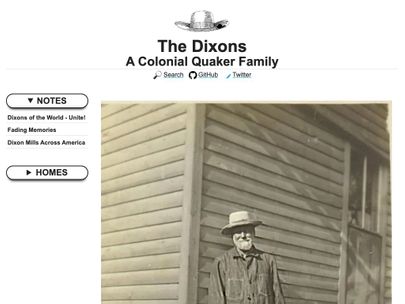 The Dixons
A Colonial Quaker Family
Search GitHub Twitter
▼ NOTES
Dixons of the World - Unite!
Fading Memories
Dixon Mills Across America
► HOMES